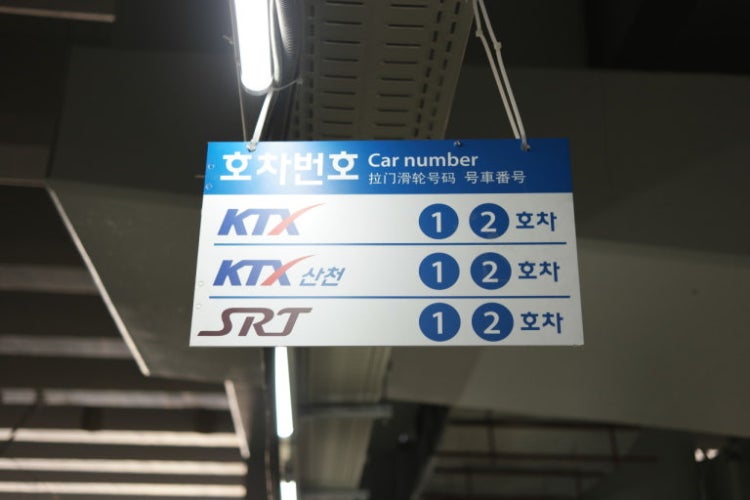 호차번호 Car number
拉门滑轮号码 号車番号
KTX 1 2 호차
KTX 산천 1 2 호차
SRT 1 2 호차